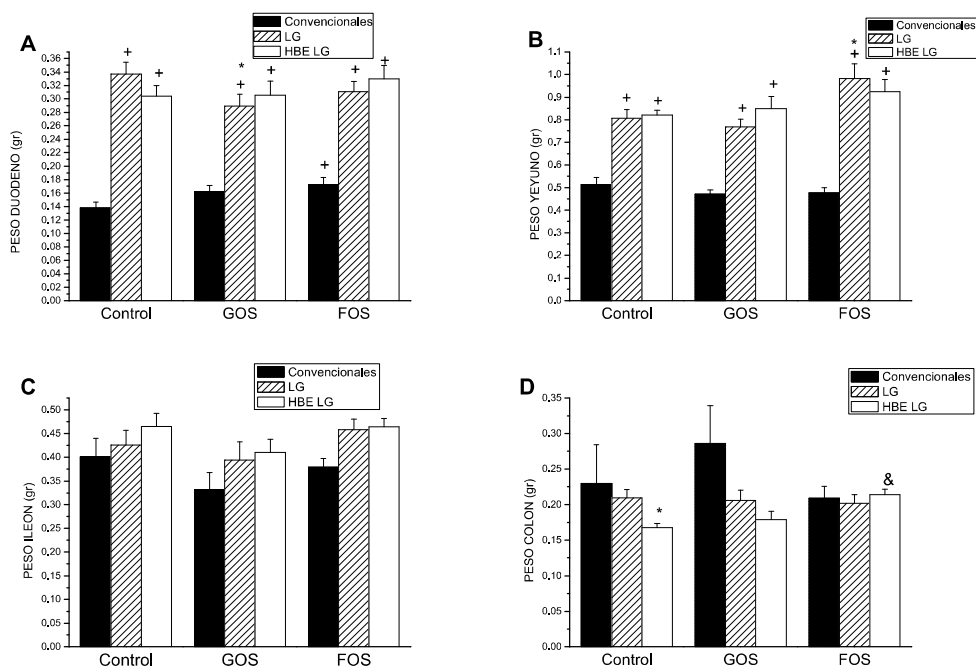 A
Convencionales
LG
HBE LG
PESO DUODENO (gr)
0.36
0.34
0.32
0.30
0.28
0.26
0.24
0.22
0.20
0.18
0.16
0.14
0.12
0.10
0.08
0.06
0.04
0.02
0.00
+
+
*
+
+
+
+
+
Control GOS FOS
B
Convencionales
LG
HBE LG
PESO YEYUNO (gr)
1.1
1.0
0.9
0.8
0.7
0.6
0.5
0.4
0.3
0.2
0.1
0.0
+
+
+
+
*
+
+
Control GOS FOS
C
Convencionales
LG
HBE LG
PESO ILEON (gr)
0.50
0.45
0.40
0.35
0.30
0.25
0.20
0.15
0.10
0.05
0.00
Control GOS FOS
D
Convencionales
LG
HBE LG
PESO COLON (gr)
0.35
0.30
0.25
0.20
0.15
0.10
0.05
0.00
*
&
Control GOS FOS